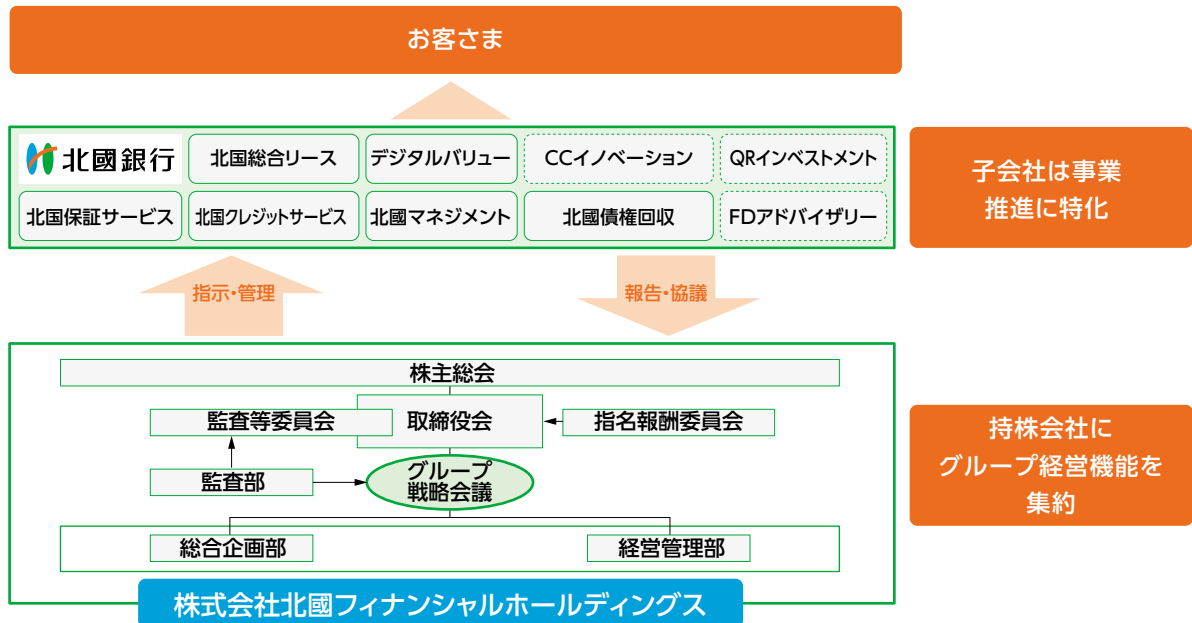 お客さま
北國銀行
北国総合リース
デジタルバリュー
CCイノベーション
QRインベストメント
北国保証サービス
北国クレジットサービス
北國マネジメント
北國債権回収
FDアドバイザリー
子会社は事業
推進に特化
指示・管理
報告・協議
株主総会
監査等委員会
取締役会
指名報酬委員会
監査部
グループ
戦略会議
総合企画部
経営管理部
株式会社北國フィナンシャルホールディングス
持株会社に
グループ経営機能を
集約